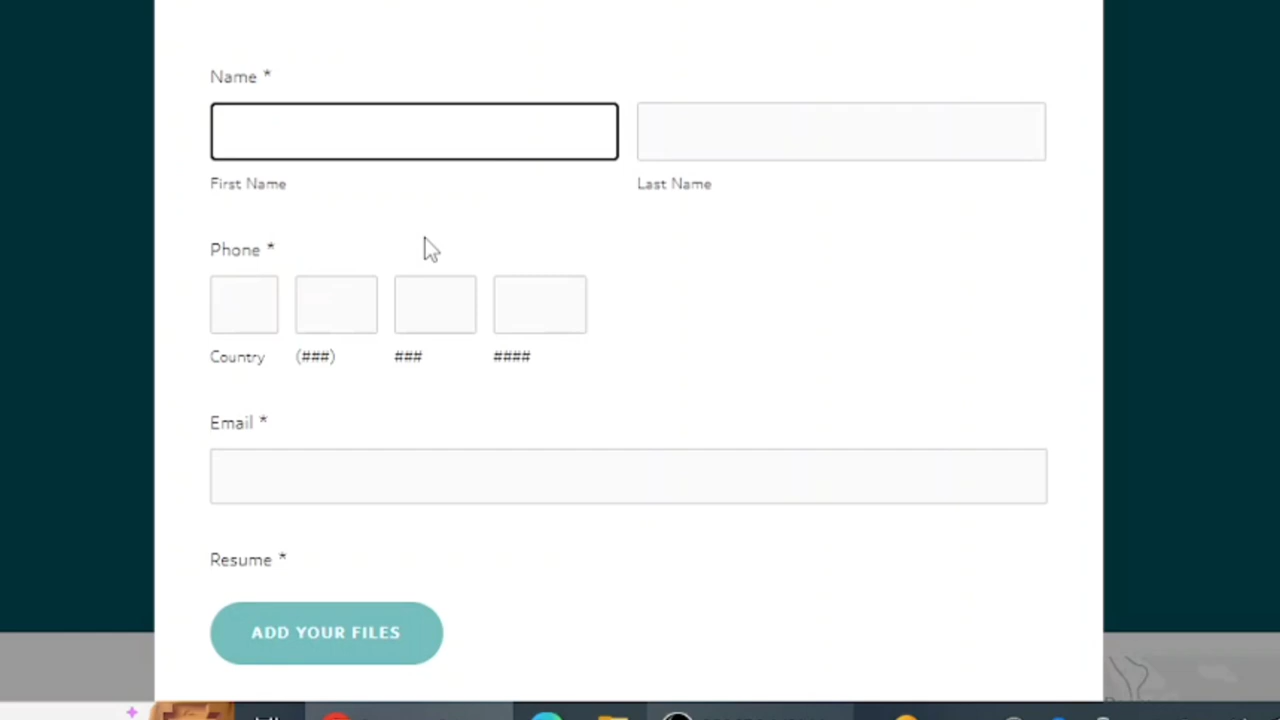 Name *
First Name Last Name
Phone *
Country (###) ### ####
Email *
Resume *
ADD YOUR FILES